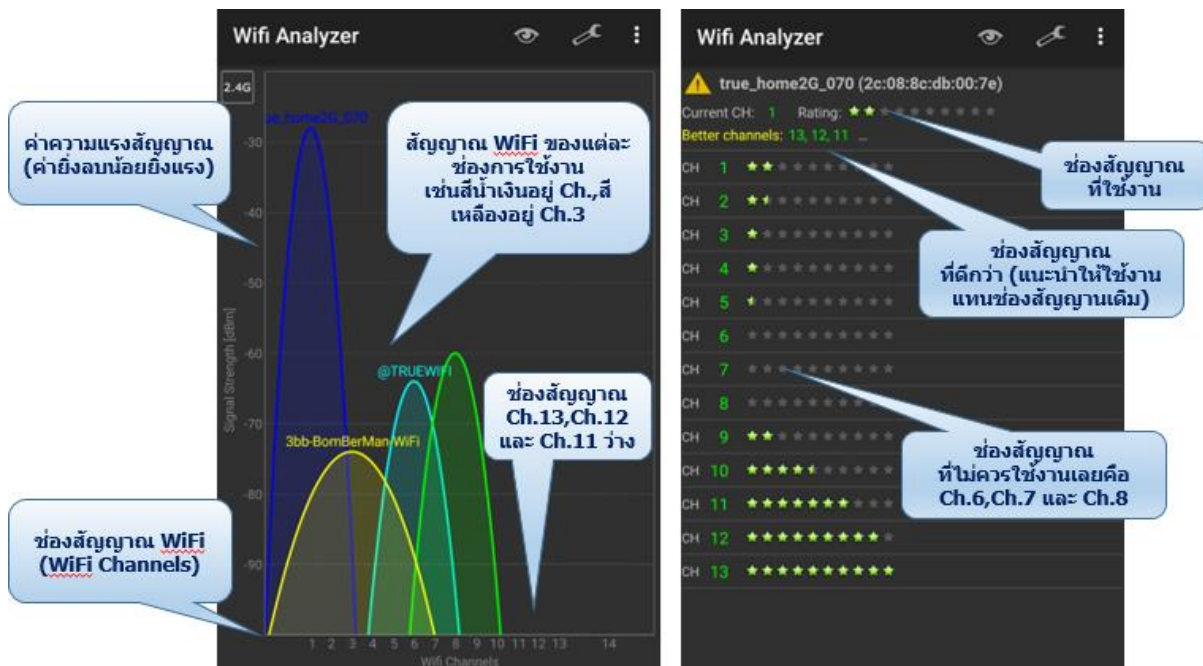 Wifi Analyzer
2.4G
ue_home2G_070
-30
-40
-50
-60
-70
-80
-90
Signal Strength [dBm]
@TRUEWIFI
3bb-BomBerMan-WiFi
1 2 3 4 5 6 7 8 9 10 11 12 13 14
Wifi Channels
ค่าความแรงสัญญาณ
(ค่ายิ่งลบน้อยยิ่งแรง)
สัญญาณ WiFi ของแต่ละ
ช่องการใช้งาน
เช่นสีน้ำเงินอยู่ Ch.,สี
เหลืองอยู่ Ch.3
ช่องสัญญาณ
Ch.13,Ch.12
และ Ch.11 ว่าง
ช่องสัญญาณ WiFi
(WiFi Channels)
Wifi Analyzer
true_home2G_070 (2c:08:8c:db:00:7e)
Current CH: 1 Rating:
Better channels: 13, 12, 11 ...
CH 1
CH 2
CH 3
CH 4
CH 5
CH 6
CH 7
CH 8
CH 9
CH 10
CH 11
CH 12
CH 13
ช่องสัญญาณ
ที่ใช้งาน
ช่องสัญญาณ
ที่ดีกว่า (แนะนำให้ใช้งาน
แทนช่องสัญญานเดิม)
ช่องสัญญาณ
ที่ไม่ควรใช้งานเลยคือ
Ch.6,Ch.7 และ Ch.8